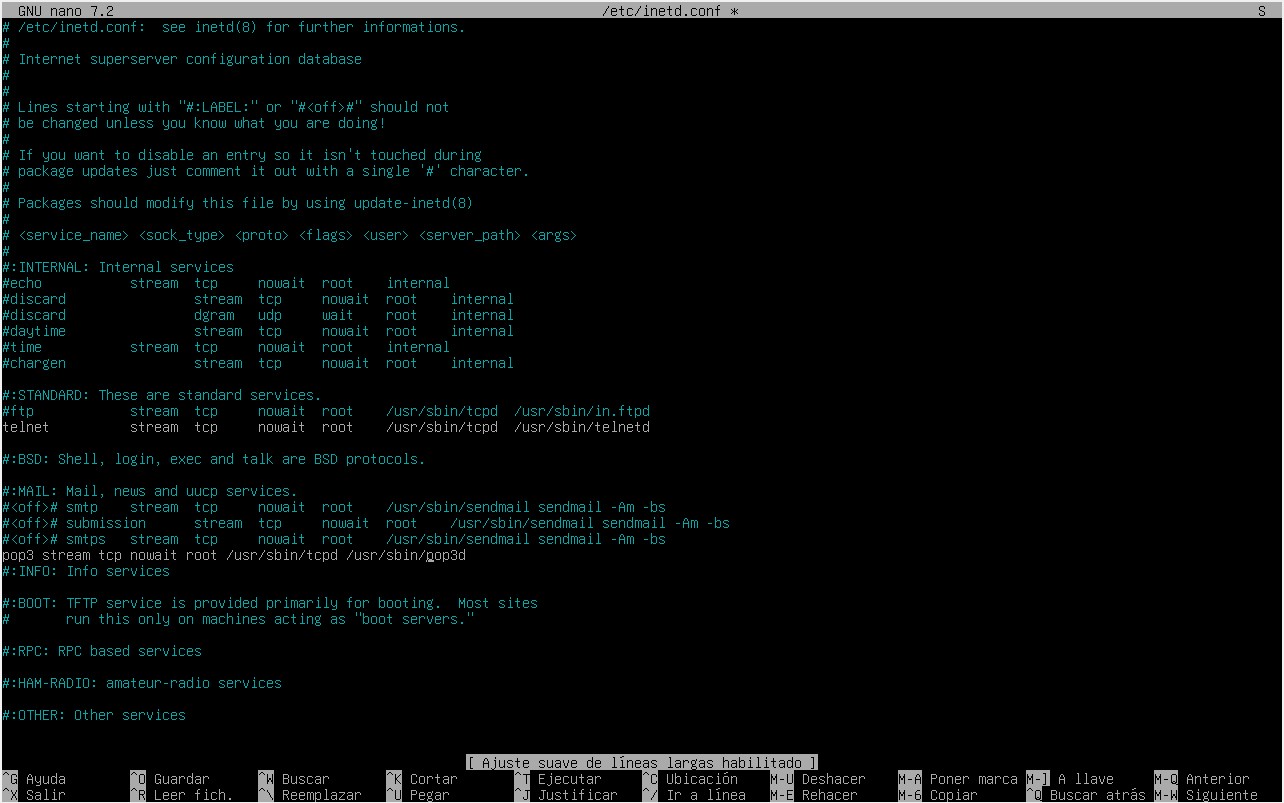 GNU nano 7.2 /etc/inetd.conf * S
# /etc/inetd.conf:  see inetd(8) for further informations.
#
# Internet superserver configuration database
#
#
# Lines starting with "#:LABEL:" or "#<off>#" should not
# be changed unless you know what you are doing!
#
# If you want to disable an entry so it isn't touched during
# package updates just comment it out with a single '#' character.
#
# Packages should modify this file by using update-inetd(8)
#
# <service_name> <sock_type> <proto> <flags> <user> <server_path> <args>
#
#:INTERNAL: Internal services
#echo           stream  tcp     nowait  root    internal
#discard                stream  tcp     nowait  root    internal
#discard                dgram   udp     wait    root    internal
#daytime                stream  tcp     nowait  root    internal
#time           stream  tcp     nowait  root    internal
#chargen                stream  tcp     nowait  root    internal
#:STANDARD: These are standard services.
#ftp            stream  tcp     nowait  root    /usr/sbin/tcpd  /usr/sbin/in.ftpd
telnet          stream  tcp     nowait  root    /usr/sbin/tcpd  /usr/sbin/telnetd
#:BSD: Shell, login, exec and talk are BSD protocols.
#:MAIL: Mail, news and uucp services.
#<off># smtp    stream  tcp     nowait  root    /usr/sbin/sendmail sendmail -Am -bs
#<off># submission      stream  tcp     nowait  root    /usr/sbin/sendmail sendmail -Am -bs
#<off># smtps   stream  tcp     nowait  root    /usr/sbin/sendmail sendmail -Am -bs
pop3 stream tcp nowait root /usr/sbin/tcpd /usr/sbin/pop3d
#:INFO: Info services
#:BOOT: TFTP service is provided primarily for booting.  Most sites
#       run this only on machines acting as "boot servers."
#:RPC: RPC based services
#:HAM-RADIO: amateur-radio services
#:OTHER: Other services
[ Ajuste suave de líneas largas habilitado ]
^G Ayuda ^O Guardar ^W Buscar ^K Cortar ^T Ejecutar ^C Ubicación M-U Deshacer M-A Poner marca M-] A llave M-Q Anterior
^X Salir ^R Leer fich. ^\ Reemplazar ^U Pegar ^J Justificar ^/ Ir a línea M-E Rehacer M-6 Copiar ^Q Buscar atrás M-W Siguiente